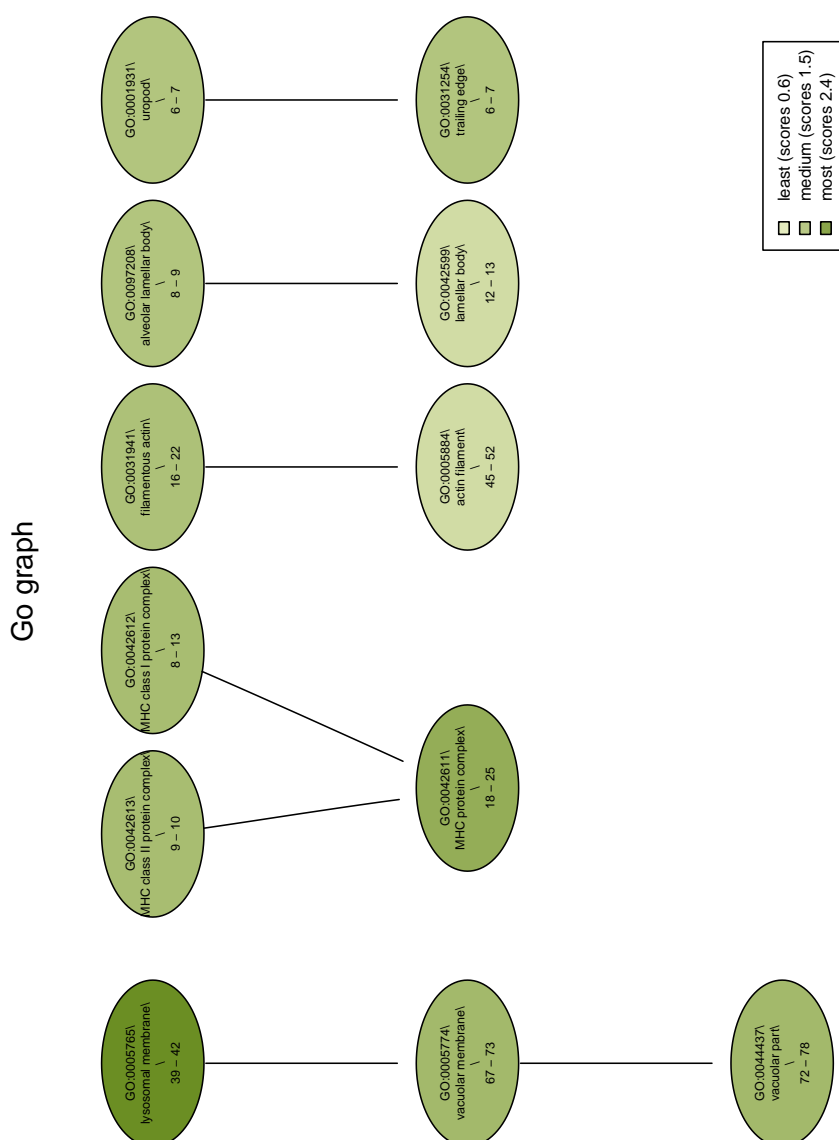 Go graph
GO:0005765\
lysosomal membrane\
\
39 − 42
GO:0042613\
MHC class II protein complex\
\
9 − 10
GO:0042612\
MHC class I protein complex\
\
8 − 13
GO:0031941\
filamentous actin\
\
16 − 22
GO:0097208\
alveolar lamellar body\
\
8 − 9
GO:0001931\
uropod\
\
6 − 7
GO:0005774\
vacuolar membrane\
\
67 − 73
GO:0042611\
MHC protein complex\
\
18 − 25
GO:0005884\
actin filament\
\
45 − 52
GO:0042599\
lamellar body\
\
12 − 13
GO:0031254\
trailing edge\
\
6 − 7
GO:0044437\
vacuolar part\
\
72 − 78
least (scores 0.6)
medium (scores 1.5)
most (scores 2.4)